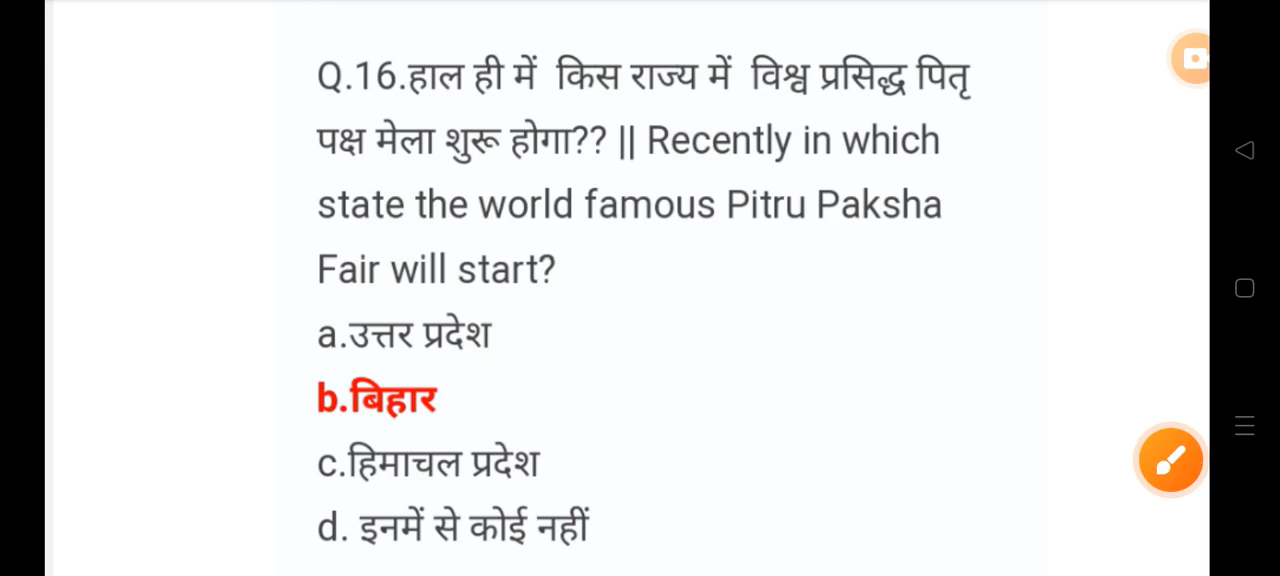 Q.16.हाल ही में  किस राज्य में  विश्व प्रसिद्ध पितृ
पक्ष मेला शुरू होगा?? || Recently in which
state the world famous Pitru Paksha
Fair will start?
a.उत्तर प्रदेश
b.बिहार
c.हिमाचल प्रदेश
d. इनमें से कोई नहीं